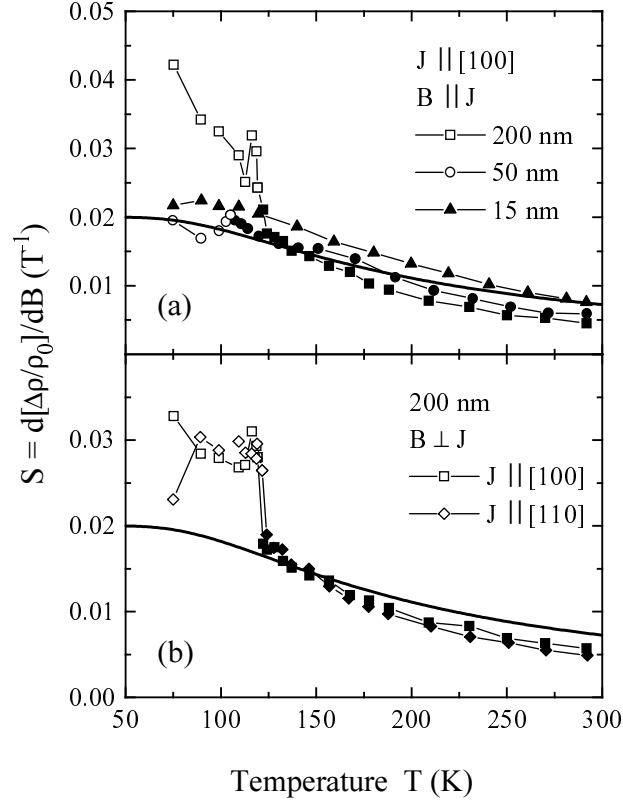 0.05
0.04
0.03
0.02
0.01
J || [100]
B || J
200 nm
50 nm
15 nm
(a)
S = d[Δρ/ρ0]/dB (T-1)
0.03
0.02
0.01
0.00
200 nm
B ⊥ J
J || [100]
J || [110]
(b)
50 100 150 200 250 300
Temperature T (K)